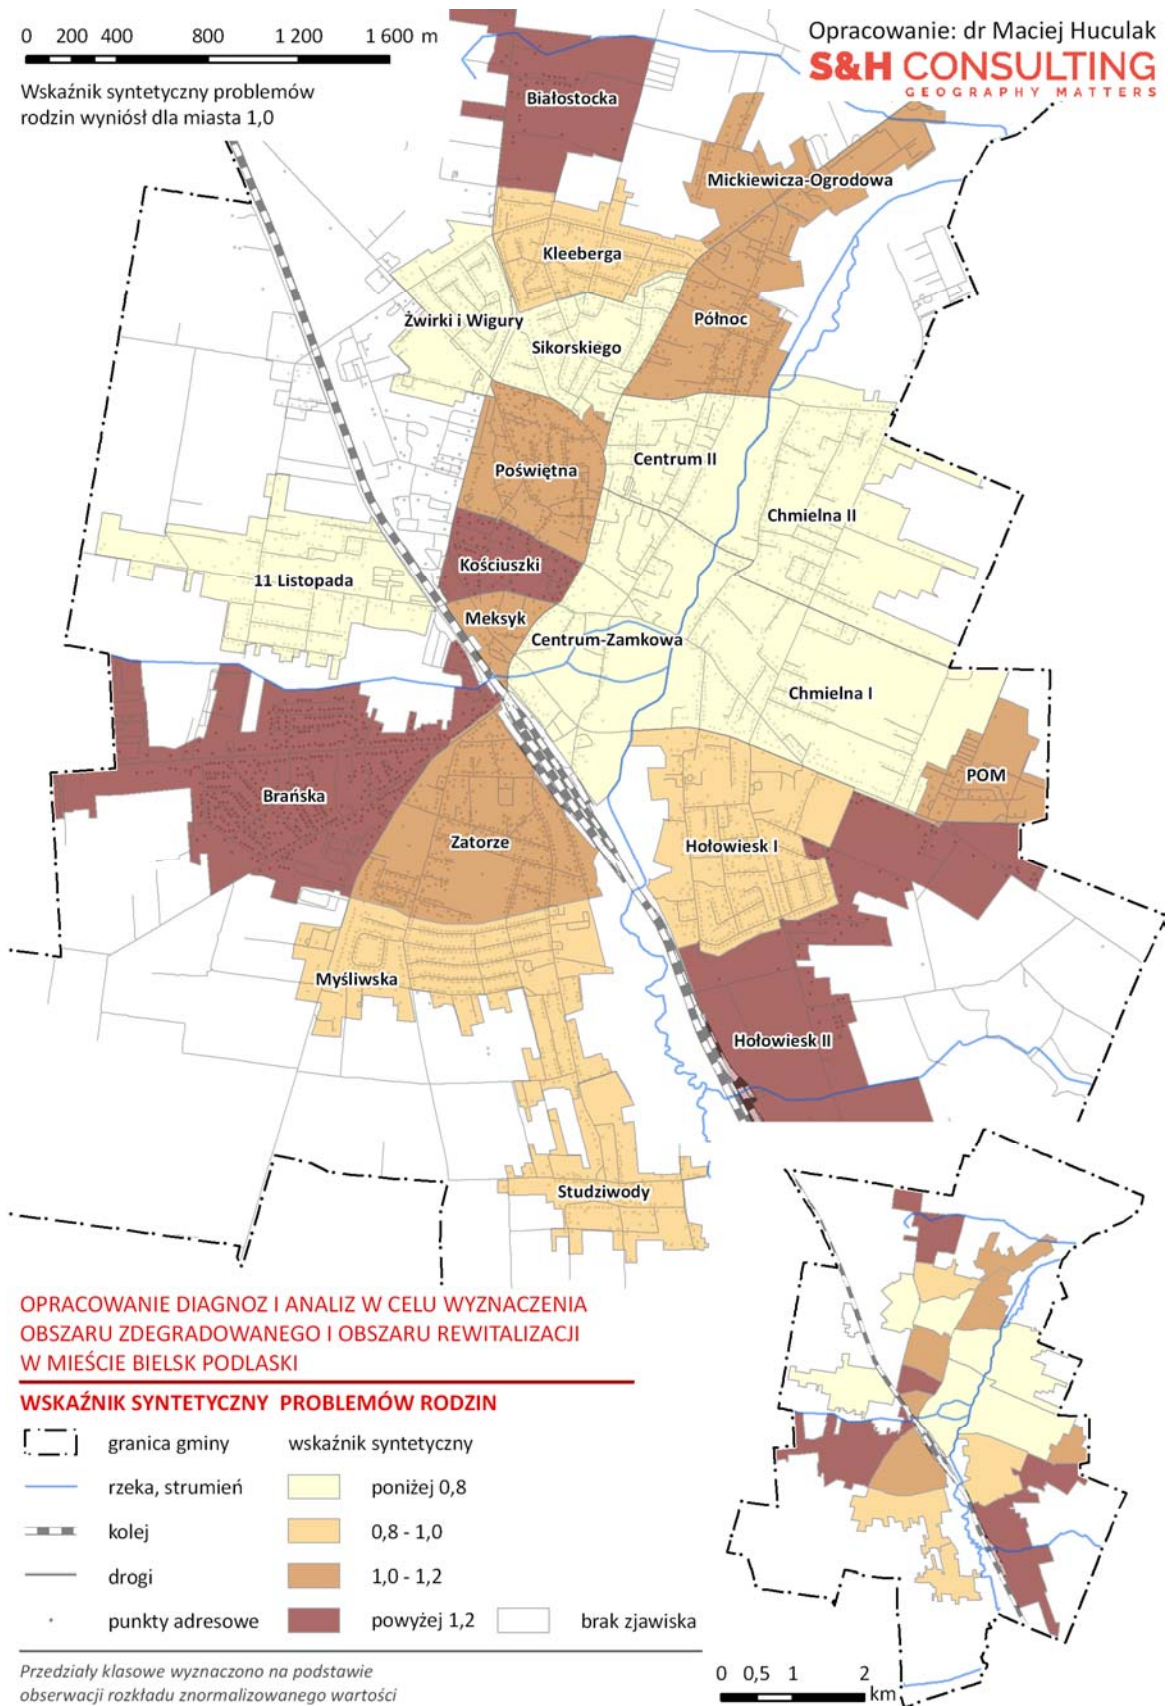 0 200 400 800 1 200 1 600 m
Wskaźnik syntetyczny problemów
rodzin wyniósł dla miasta 1,0
Opracowanie: dr Maciej Huculak
S&H CONSULTING
GEOGRAPHY MATTERS
Białostocka
Mickiewicza-Ogrodowa
Kleeberga
Żwirki i Wigury
Północ
Sikorskiego
Poświętna
Centrum II
Chmielna II
Kościuszki
11 Listopada
Meksyk
Centrum-Zamkowa
Chmielna I
POM
Brańska
Zatorze
Hołowiesk I
Myśliwska
Hołowiesk II
Studziwody
OPRACOWANIE DIAGNOZ I ANALIZ W CELU WYZNACZENIA
OBSZARU ZDEGRADOWANEGO I OBSZARU REWITALIZACJI
W MIEŚCIE BIELSK PODLASKI
WSKAŹNIK SYNTETYCZNY PROBLEMÓW RODZIN
granica gminy
wskaźnik syntetyczny
rzeka, strumień
poniżej 0,8
kolej
0,8 - 1,0
drogi
1,0 - 1,2
punkty adresowe
powyżej 1,2
brak zjawiska
Przedziały klasowe wyznaczono na podstawie
obserwacji rozkładu znormalizowanego wartości
0 0,5 1 2
km